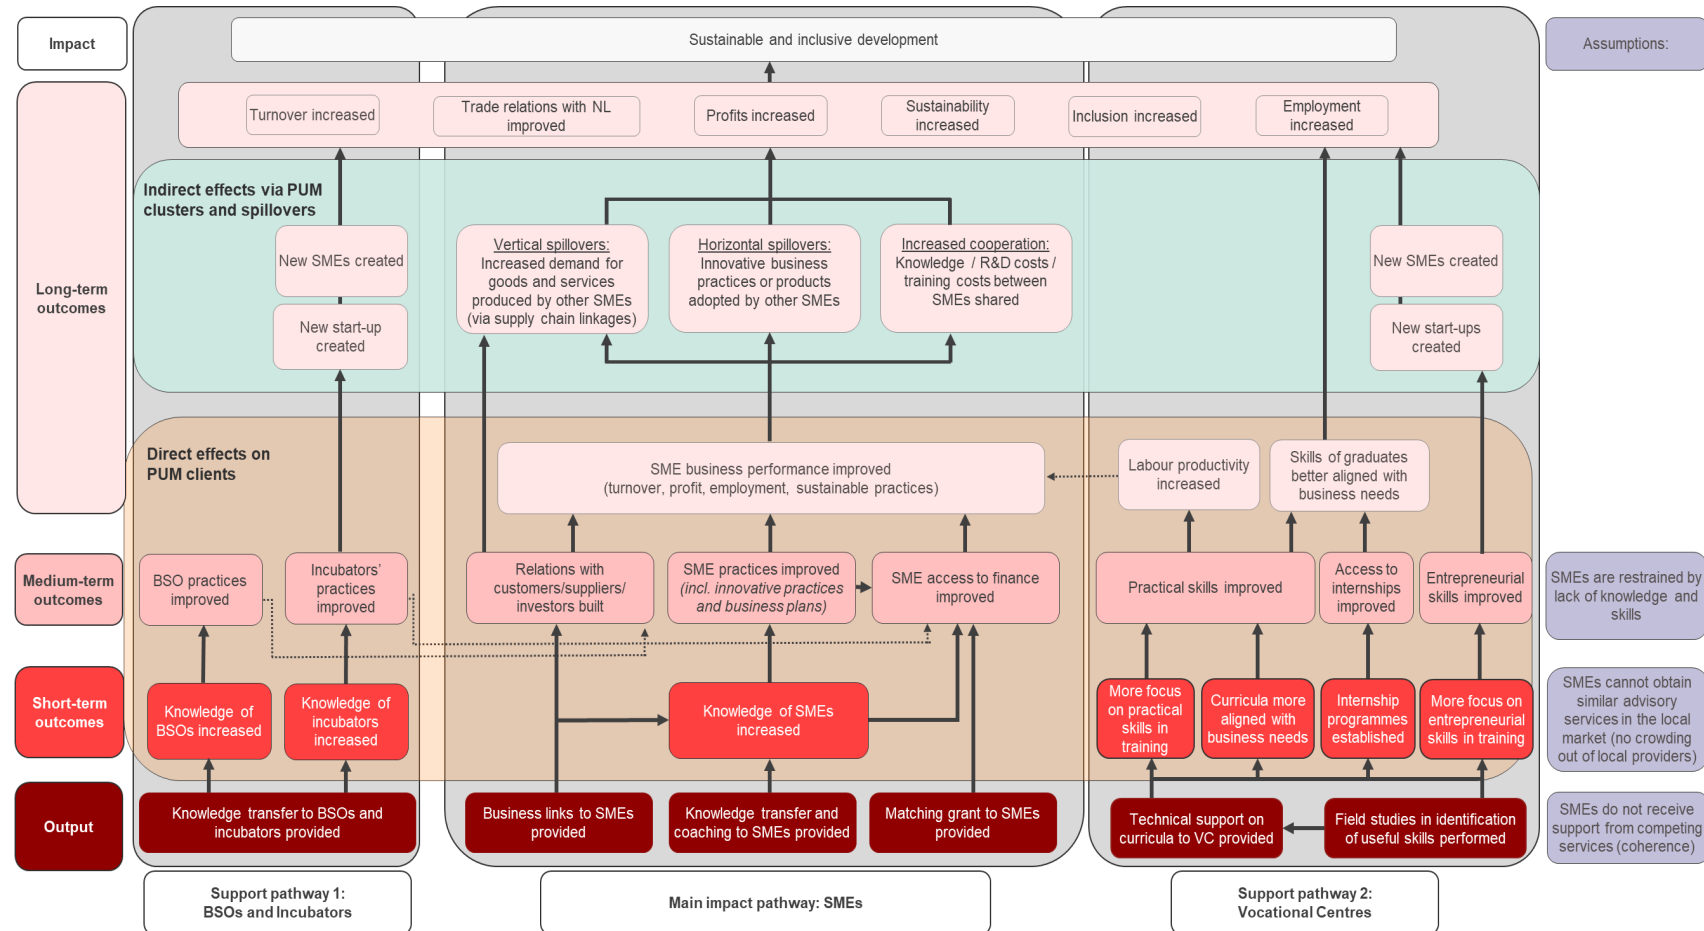 Impact
Sustainable and inclusive development
Assumptions:
Long-term
outcomes
Turnover increased
Trade relations with NL
improved
Profits increased
Sustainability
increased
Inclusion increased
Employment
increased
Indirect effects via PUM
clusters and spillovers
New SMEs created
New start-up
created
Vertical spillovers:
Increased demand for
goods and services
produced by other SMEs
(via supply chain linkages)
Horizontal spillovers:
Innovative business
practices or products
adopted by other SMEs
Increased cooperation:
Knowledge / R&D costs /
training costs between
SMEs shared
New SMEs created
New start-ups
created
Direct effects on
PUM clients
SME business performance improved
(turnover, profit, employment, sustainable practices)
Labour productivity
increased
Skills of graduates
better aligned with
business needs
Medium-term
outcomes
BSO practices
improved
Incubators'
practices
improved
Relations with
customers/suppliers/
investors built
SME practices improved
(incl. innovative practices
and business plans)
SME access to finance
improved
Practical skills improved
Access to
internships
improved
Entrepreneurial
skills improved
SMEs are restrained by
lack of knowledge and
skills
Short-term
outcomes
Knowledge of
BSOs increased
Knowledge of
incubators
increased
Knowledge of SMEs
increased
More focus
on practical
skills in
training
Curricula more
aligned with
business needs
Internship
programmes
established
More focus on
entrepreneurial
skills in training
SMEs cannot obtain
similar advisory
services in the local
market (no crowding
out of local providers)
Output
Knowledge transfer to BSOs and
incubators provided
Business links to SMEs
provided
Knowledge transfer and
coaching to SMEs provided
Matching grant to SMEs
provided
Technical support on
curricula to VC provided
Field studies in identification
of useful skills performed
SMEs do not receive
support from competing
services (coherence)
Support pathway 1:
BSOs and Incubators
Main impact pathway: SMEs
Support pathway 2:
Vocational Centres